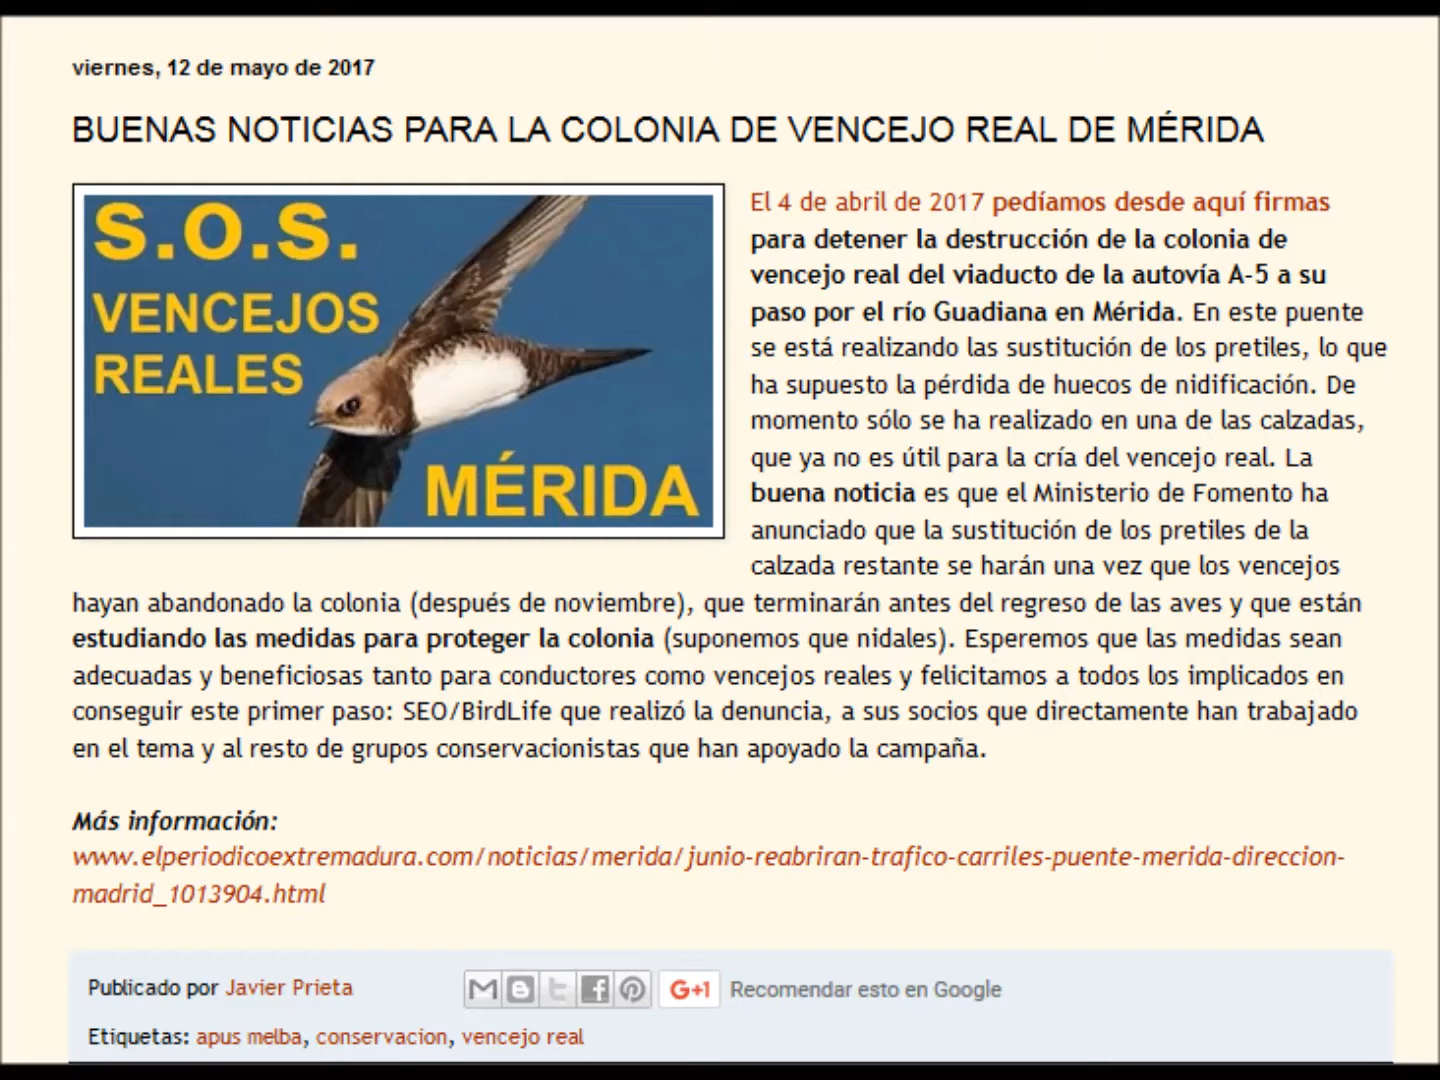 viernes, 12 de mayo de 2017
BUENAS NOTICIAS PARA LA COLONIA DE VENCEJO REAL DE MÉRIDA
S.O.S.
VENCEJOS
REALES
MÉRIDA
El 4 de abril de 2017 pedíamos desde aquí firmas
para detener la destrucción de la colonia de
vencejo real del viaducto de la autovía A-5 a su
paso por el río Guadiana en Mérida. En este puente
se está realizando las sustitución de los pretiles, lo que
ha supuesto la pérdida de huecos de nidificación. De
momento sólo se ha realizado en una de las calzadas,
que ya no es útil para la cría del vencejo real. La
buena noticia es que el Ministerio de Fomento ha
anunciado que la sustitución de los pretiles de la
calzada restante se harán una vez que los vencejos
hayan abandonado la colonia (después de noviembre), que terminarán antes del regreso de las aves y que están
estudiando las medidas para proteger la colonia (suponemos que nidales). Esperemos que las medidas sean
adecuadas y beneficiosas tanto para conductores como vencejos reales y felicitamos a todos los implicados en
conseguir este primer paso: SEO/BirdLife que realizó la denuncia, a sus socios que directamente han trabajado
en el tema y al resto de grupos conservacionistas que han apoyado la campaña.
Más información:
www.elperiodicoextremadura.com/noticias/merida/junio-reabriran-trafico-carriles-puente-merida-direccion-
madrid_1013904.html
Publicado por Javier Prieta
G+1 Recomendar esto en Google
Etiquetas: apus melba, conservacion, vencejo real